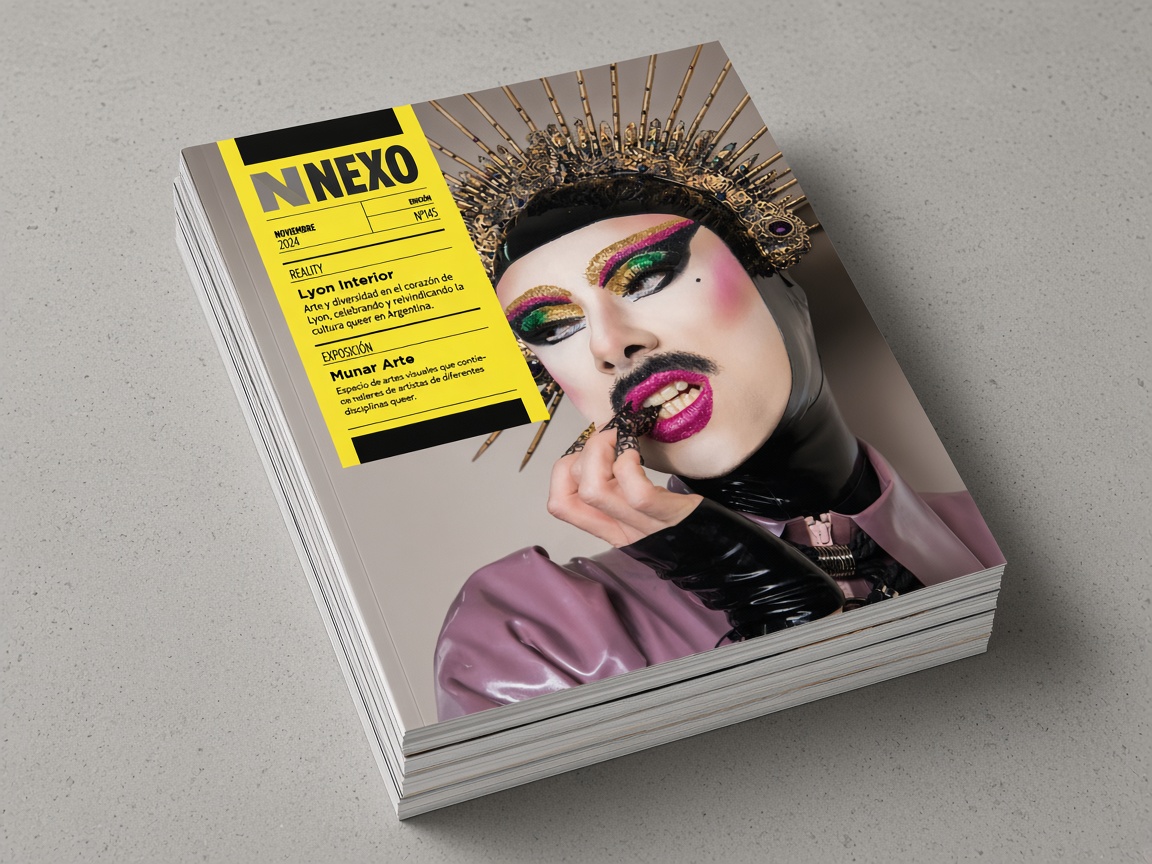 N NEXO
EDICIÓN
Nº145
NOVIEMBRE
2024
REALITY
Lyon Interior
Arte y diversidad en el corazón de
Lyon, celebrando y reivindicando la
cultura queer en Argentina.
EXPOSICIÓN
Munar Arte
Espacio de artes visuales que contie-
ne talleres de artistas de diferentes
disciplinas queer.